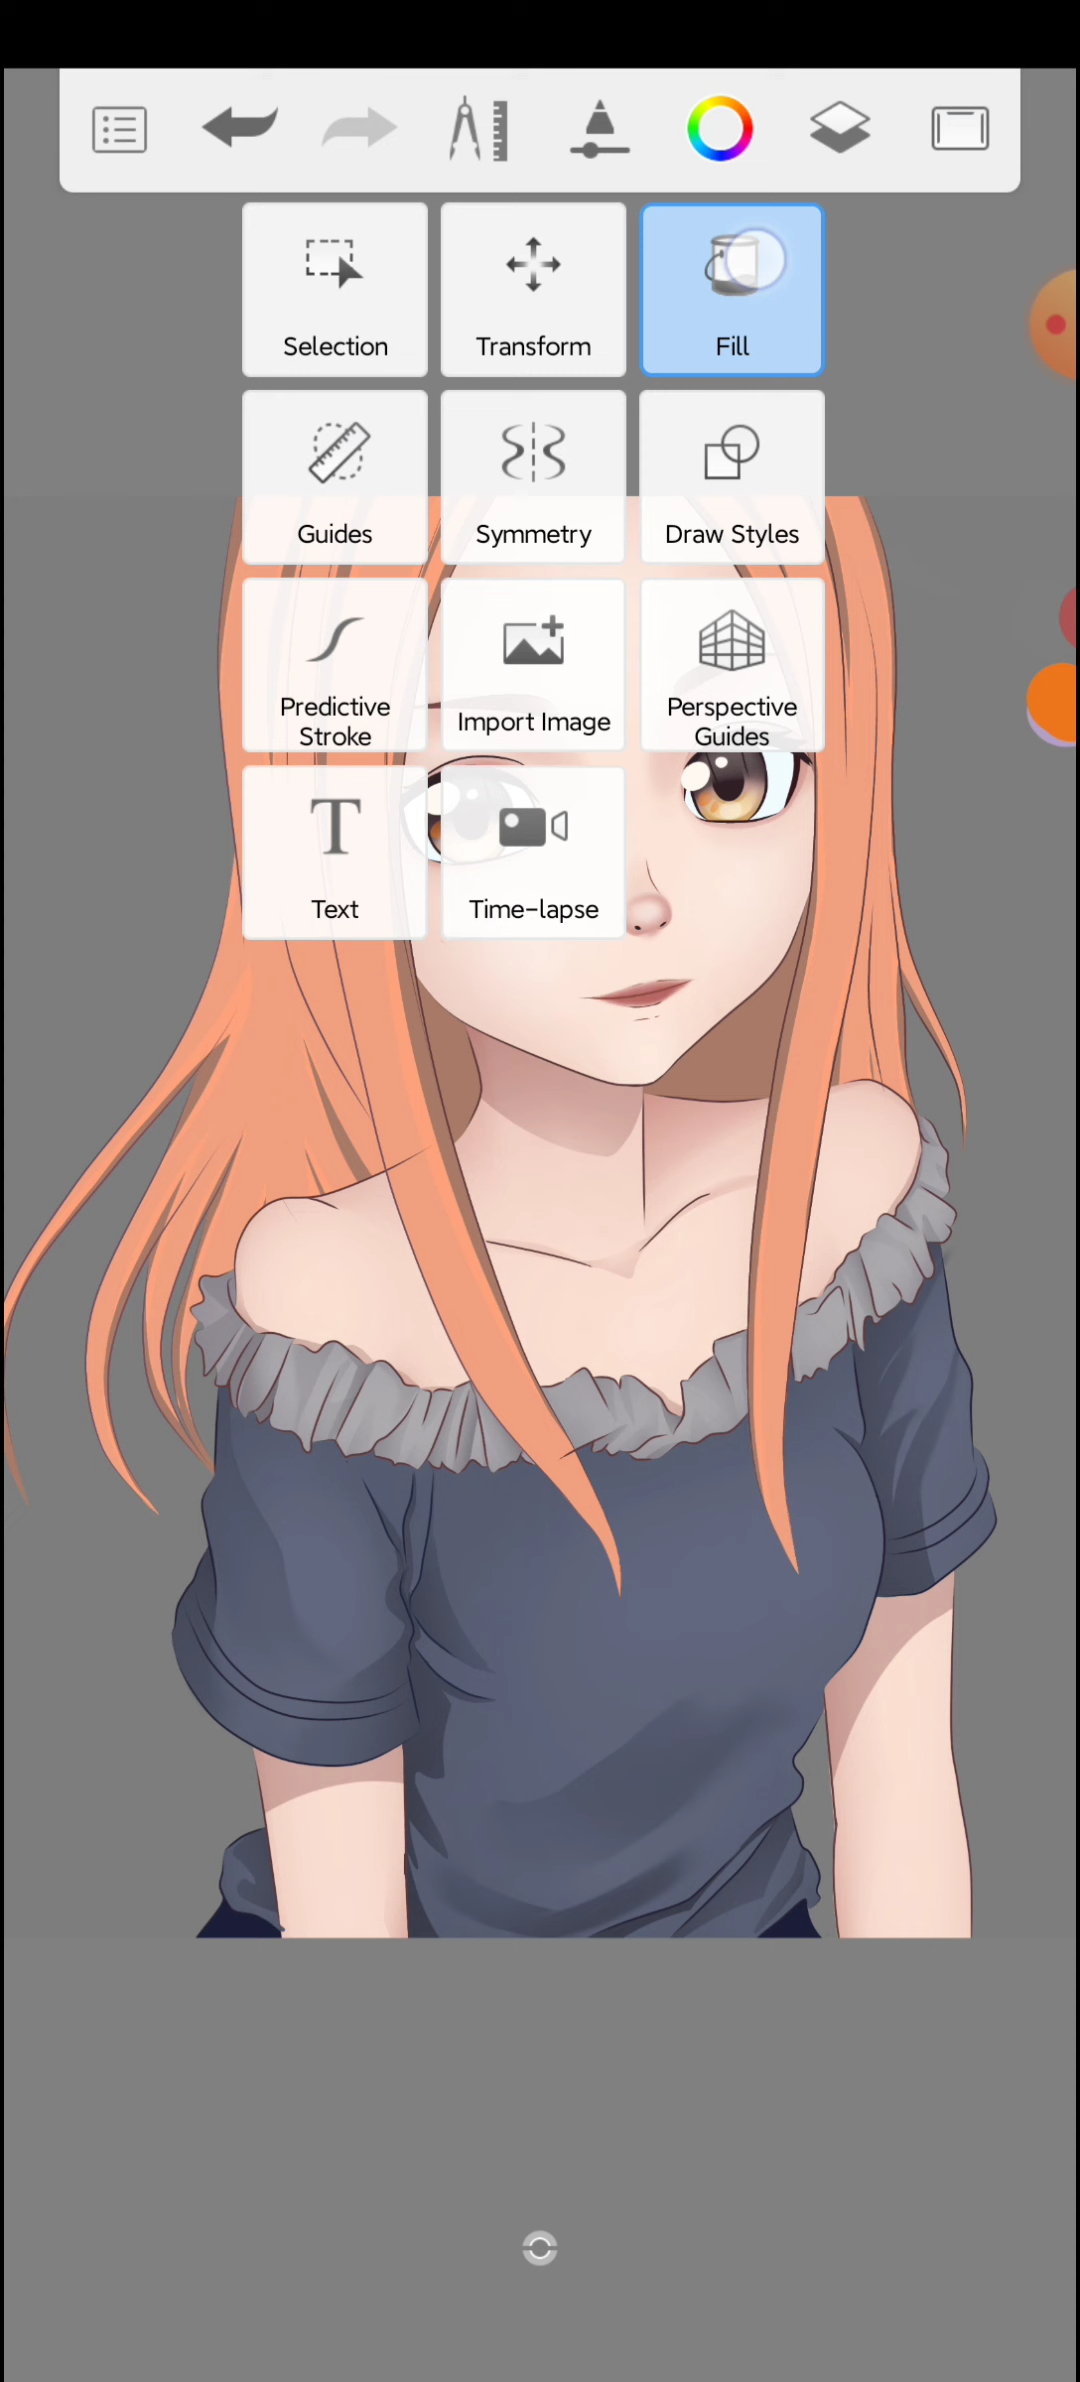 Selection
Transform
Fill
Guides
Symmetry
Draw Styles
Predictive
Stroke
Import Image
Perspective
Guides
Text
Time-lapse